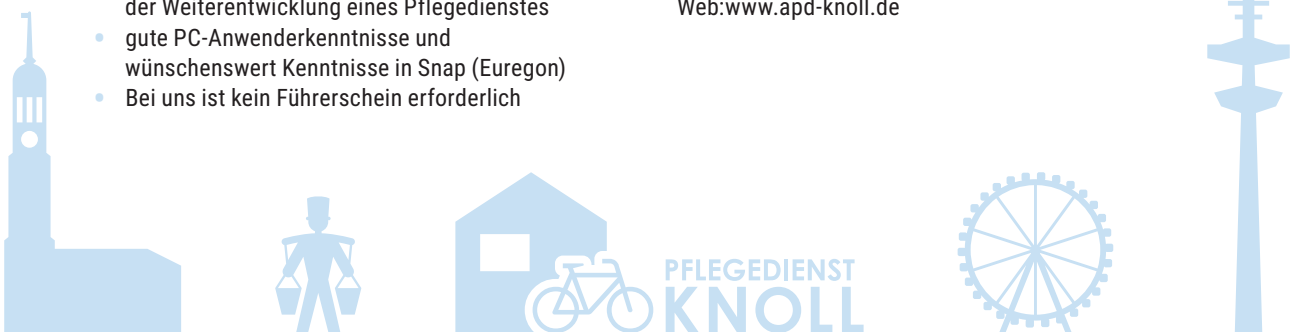 der Weiterentwicklung eines Pflegedienstes
gute PC-Anwenderkenntnisse und
wünschenswert Kenntnisse in Snap (Euregon)
Bei uns ist kein Führerschein erforderlich
Web:www.apd-knoll.de
PFLEGEDIENST
KNOLL